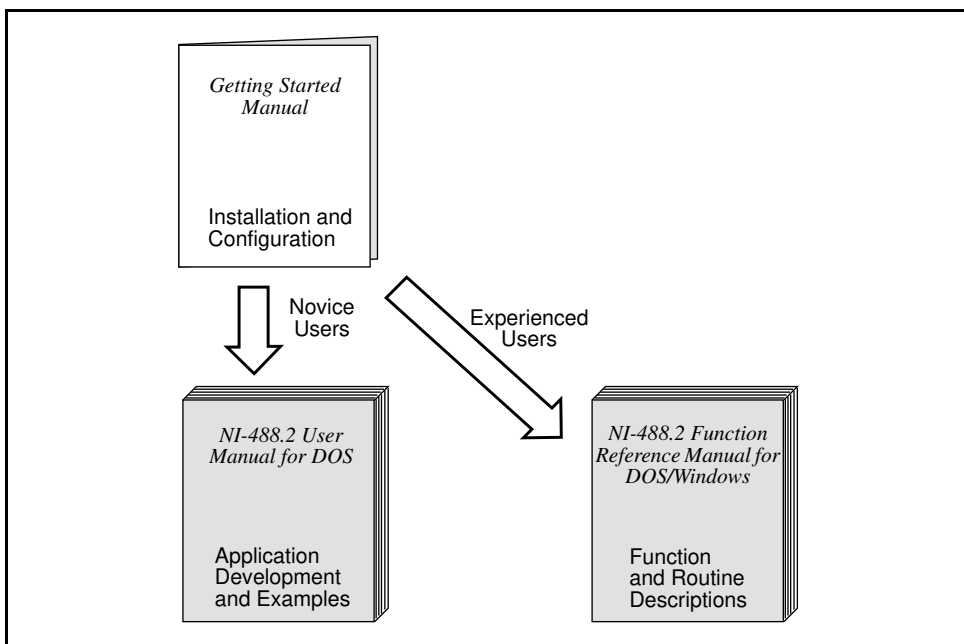 Getting Started
Manual
Installation and
Configuration
Novice
Users
Experienced
Users
NI-488.2 User
Manual for DOS
Application
Development
and Examples
NI-488.2 Function
Reference Manual for
DOS/Windows
Function
and Routine
Descriptions